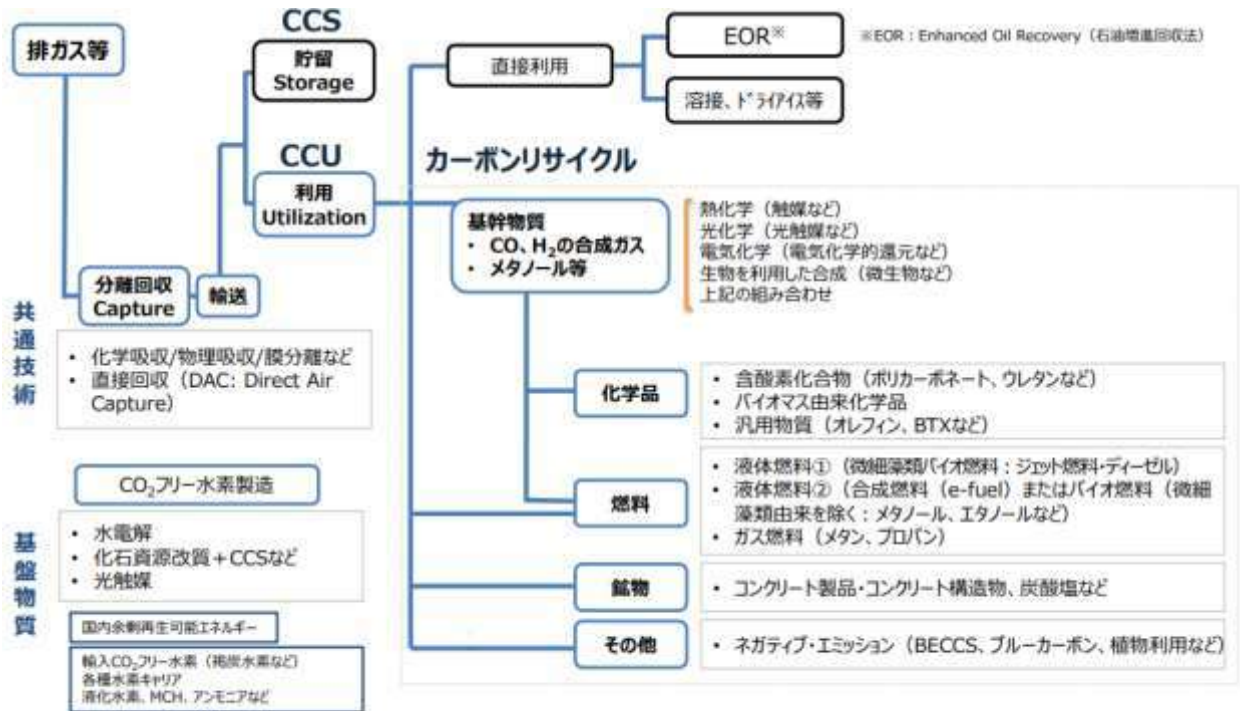 排ガス等
CCS
貯留
Storage
直接利用
EOR※
※EOR：Enhanced Oil Recovery（石油増進回収法）
溶接、ドライアイス等
CCU
利用
Utilization
カーボンリサイクル
基幹物質
• CO、H₂の合成ガス
• メタノール等
熱化学（触媒など）
光化学（光触媒など）
電気化学（電気化学的還元など）
生物を利用した合成（微生物など）
上記の組み合わせ
共通技術
分離回収
Capture
輸送
• 化学吸収/物理吸収/膜分離など
• 直接回収（DAC: Direct Air
Capture）
化学品
• 含酸素化合物（ポリカーボネート、ウレタンなど）
• バイオマス由来化学品
• 汎用物質（オレフィン、BTXなど）
燃料
• 液体燃料①（微細藻類バイオ燃料：ジェット燃料・ディーゼル）
• 液体燃料②（合成燃料（e-fuel）またはバイオ燃料（微細
藻類由来を除く：メタノール、エタノールなど）
• ガス燃料（メタン、プロパン）
鉱物
• コンクリート製品・コンクリート構造物、炭酸塩など
その他
• ネガティブ・エミッション（BECCS、ブルーカーボン、植物利用など）
基盤物質
CO₂フリー水素製造
• 水電解
• 化石資源改質＋CCSなど
• 光触媒
国内余剰再生可能エネルギー
輸入CO₂フリー水素（褐炭水素など）
各種水素キャリア
液化水素、MCH、アンモニアなど